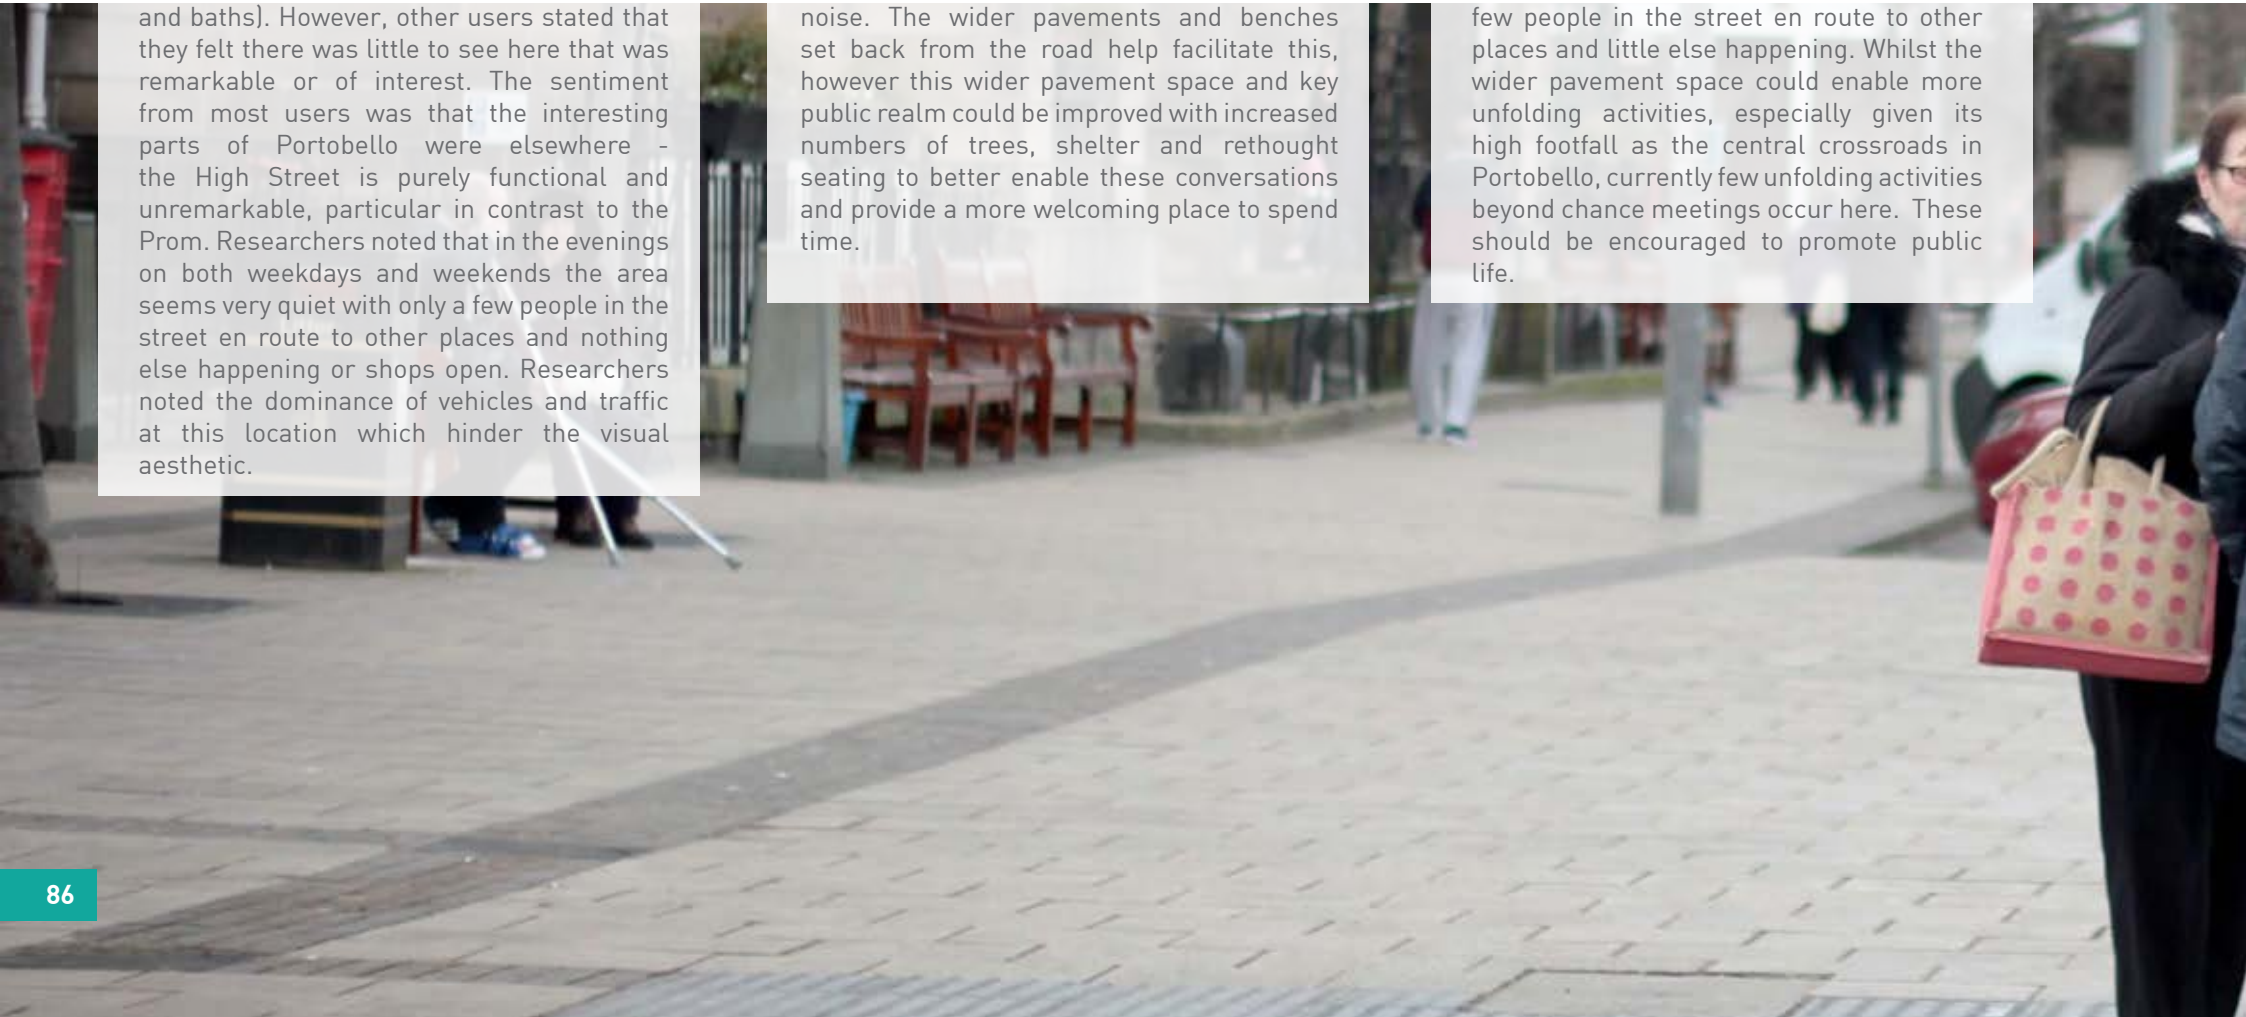 and baths). However, other users stated that
they felt there was little to see here that was
remarkable or of interest. The sentiment
from most users was that the interesting
parts of Portobello were elsewhere -
the High Street is purely functional and
unremarkable, particular in contrast to the
Prom. Researchers noted that in the evenings
on both weekdays and weekends the area
seems very quiet with only a few people in the
street en route to other places and nothing
else happening or shops open. Researchers
noted the dominance of vehicles and traffic
at this location which hinder the visual
aesthetic.
noise. The wider pavements and benches
set back from the road help facilitate this,
however this wider pavement space and key
public realm could be improved with increased
numbers of trees, shelter and rethought
seating to better enable these conversations
and provide a more welcoming place to spend
time.
few people in the street en route to other
places and little else happening. Whilst the
wider pavement space could enable more
unfolding activities, especially given its
high footfall as the central crossroads in
Portobello, currently few unfolding activities
beyond chance meetings occur here. These
should be encouraged to promote public
life.
86